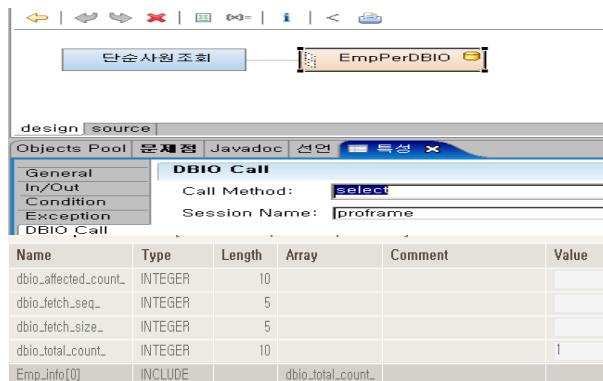 단순사원조회 EmpPerDBIO
design source
Objects Pool 문제점 Javadoc 선언 특성
General DBIO Call
In/Out Call Method: select
Condition
Exception Session Name: proframe
DBIO Call
Name Type Length Array Comment Value
dbio_affected_count_ INTEGER 10
dbio_fetch_seq_ INTEGER 5
dbio_fetch_size_ INTEGER 5
dbio_total_count_ INTEGER 10 1
Emp_info[0] INCLUDE dbio_total_count_